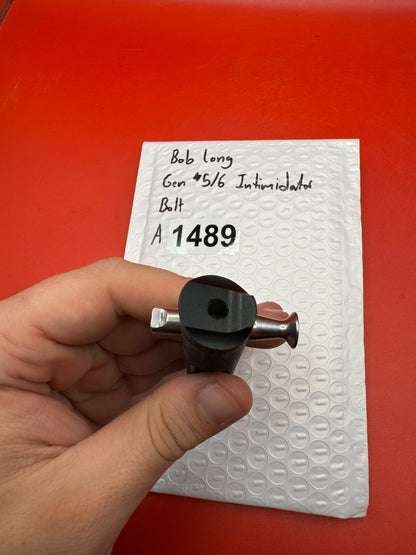 Bob Long
Gen #5/6 Intimidator
Bolt
A 1489